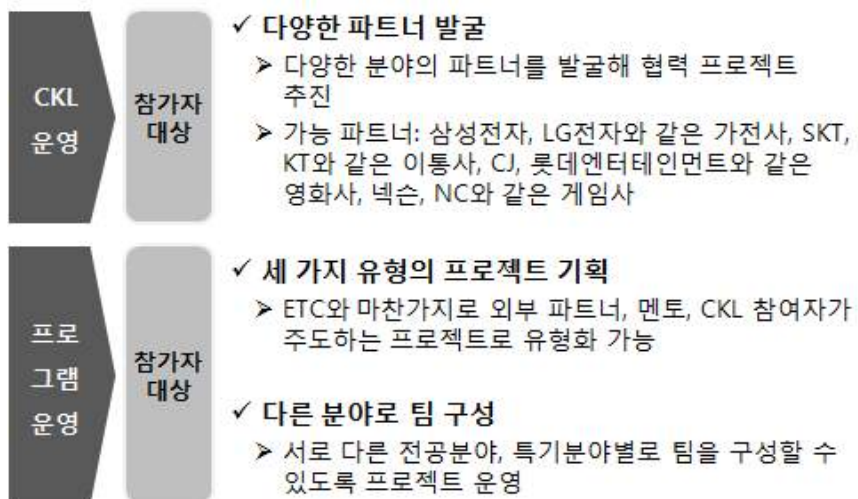 CKL
운영
참가자
대상
✓ 다양한 파트너 발굴
➢ 다양한 분야의 파트너를 발굴해 협력 프로젝트
추진
➢ 가능 파트너: 삼성전자, LG전자와 같은 가전사, SKT,
KT와 같은 이통사, CJ, 롯데엔터테인먼트와 같은
영화사, 넥슨, NC와 같은 게임사
프로
그램
운영
참가자
대상
✓ 세 가지 유형의 프로젝트 기획
➢ ETC와 마찬가지로 외부 파트너, 멘토, CKL 참여자가
주도하는 프로젝트로 유형화 가능
✓ 다른 분야로 팀 구성
➢ 서로 다른 전공분야, 특기분야별로 팀을 구성할 수
있도록 프로젝트 운영